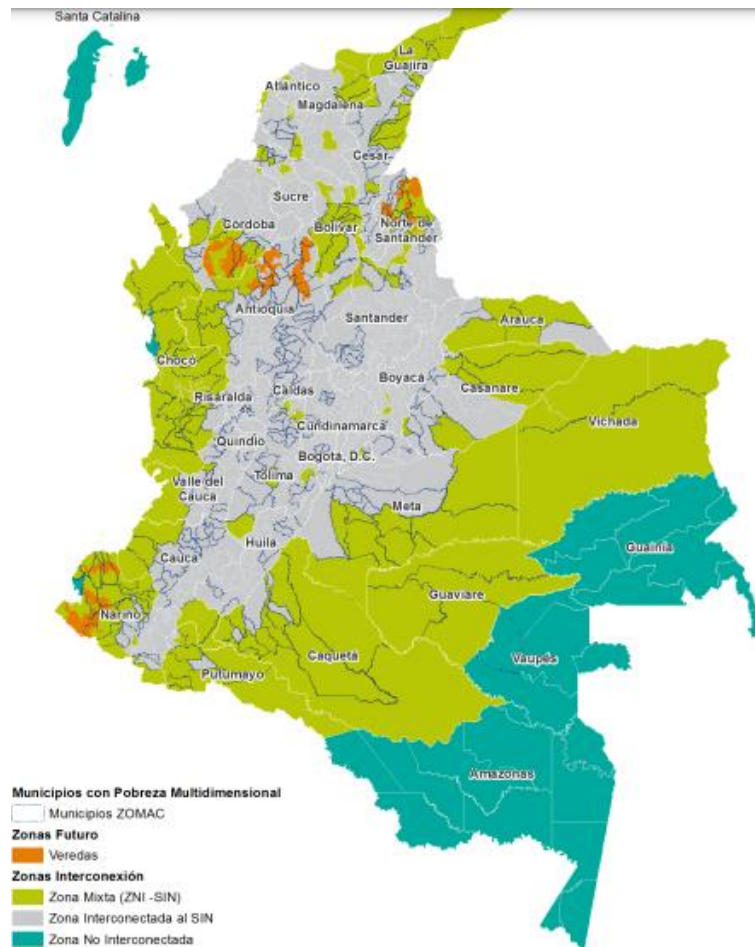 Santa Catalina
La
Guajira
Atlántico
Magdalena
Cesar
Sucre
Córdoba
Bolívar
Norte de
Santander
Antioquia
Santander
Arauca
Chocó
Boyacá
Casanare
Caldas
Risaralda
Vichada
Cundinamarca
Quindío
Bogotá, D.C.
Tolima
Valle del
Cauca
Meta
Huila
Guainía
Cauca
Guaviare
Nariño
Caquetá
Vaupés
Putumayo
Amazonas
Municipios con Pobreza Multidimensional
Municipios ZOMAC
Zonas Futuro
Veredas
Zonas Interconexión
Zona Mixta (ZNI -SIN)
Zona Interconectada al SIN
Zona No Interconectada